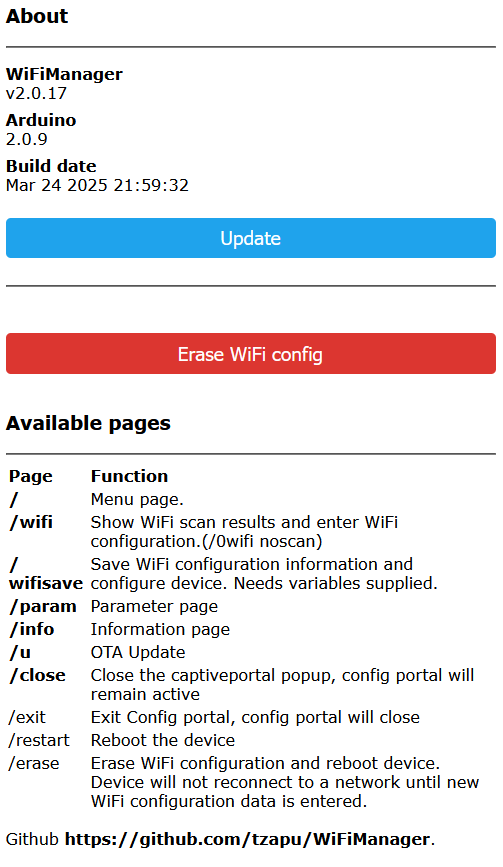 About
WiFiManager
v2.0.17
Arduino
2.0.9
Build date
Mar 24 2025 21:59:32
Update
Erase WiFi config
Available pages
Page Function
/ Menu page.
/wifi Show WiFi scan results and enter WiFi
configuration.(/0wifi noscan)
/ Save WiFi configuration information and
wifisave configure device. Needs variables supplied.
/param Parameter page
/info Information page
/u OTA Update
/close Close the captiveportal popup, config portal will
remain active
/exit Exit Config portal, config portal will close
/restart Reboot the device
/erase Erase WiFi configuration and reboot device.
Device will not reconnect to a network until new
WiFi configuration data is entered.
Github https://github.com/tzapu/WiFiManager.